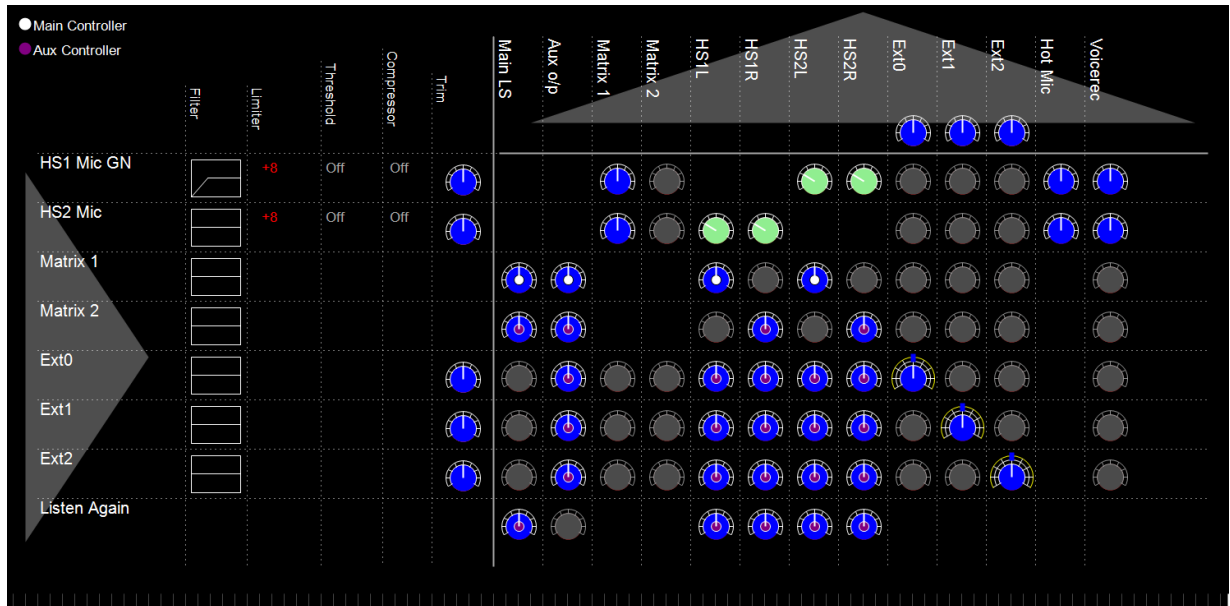 Main Controller
Aux Controller
Filter
Limiter
Threshold
Compressor
Trim
Main LS
Aux o/p
Matrix 1
Matrix 2
HS1L
HS1R
HS2L
HS2R
Ext0
Ext1
Ext2
Hot Mic
Voicerec
HS1 Mic GN
+8
Off
Off
HS2 Mic
+8
Off
Off
Matrix 1
Matrix 2
Ext0
Ext1
Ext2
Listen Again